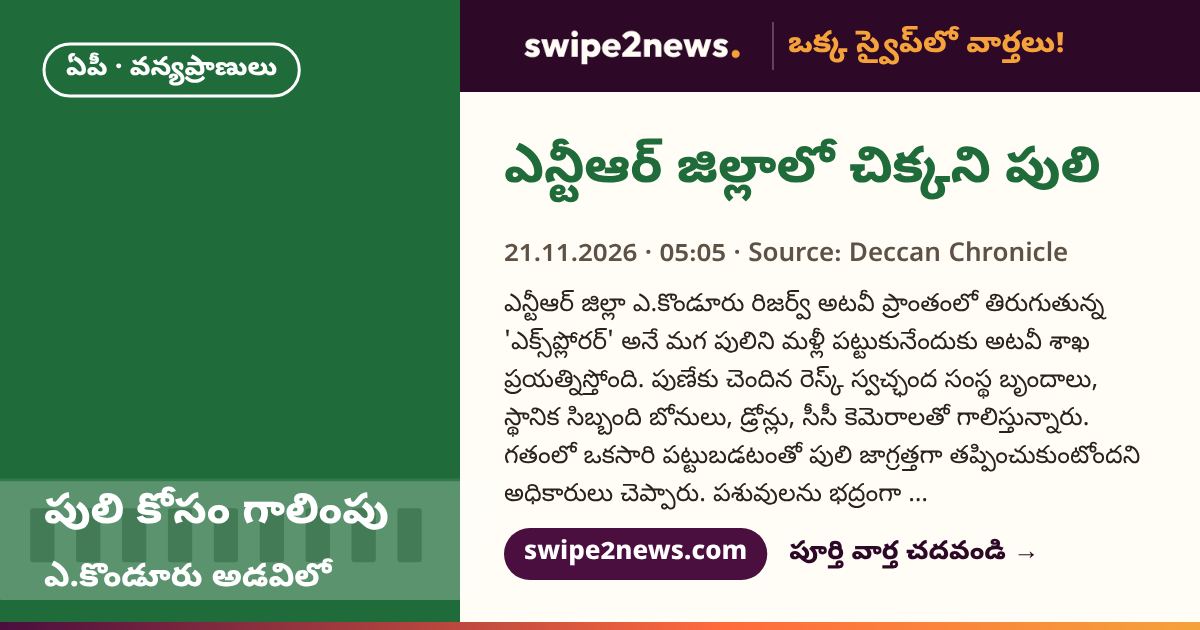 ఏపీ · వన్యప్రాణులు
swipe2news.
ఒక్క స్వైప్‌లో వార్తలు!
ఎన్టీఆర్ జిల్లాలో చిక్కని పులి
21.11.2026 · 05:05 · Source: Deccan Chronicle
ఎన్టీఆర్ జిల్లా ఎ.కొండూరు రిజర్వ్ అటవీ ప్రాంతంలో తిరుగుతున్న
'ఎక్స్‌ప్లోరర్' అనే మగ పులిని మళ్లీ పట్టుకునేందుకు అటవీ శాఖ
ప్రయత్నిస్తోంది. పుణేకు చెందిన రెస్క్ స్వచ్ఛంద సంస్థ బృందాలు,
స్థానిక సిబ్బంది బోనులు, డ్రోన్లు, సీసీ కెమెరాలతో గాలిస్తున్నారు.
గతంలో ఒకసారి పట్టుబడటంతో పులి జాగ్రత్తగా తప్పించుకుంటోందని
అధికారులు చెప్పారు. పశువులను భద్రంగా ...
పులి కోసం గాలింపు
ఎ.కొండూరు అడవిలో
swipe2news.com
పూర్తి వార్త చదవండి →